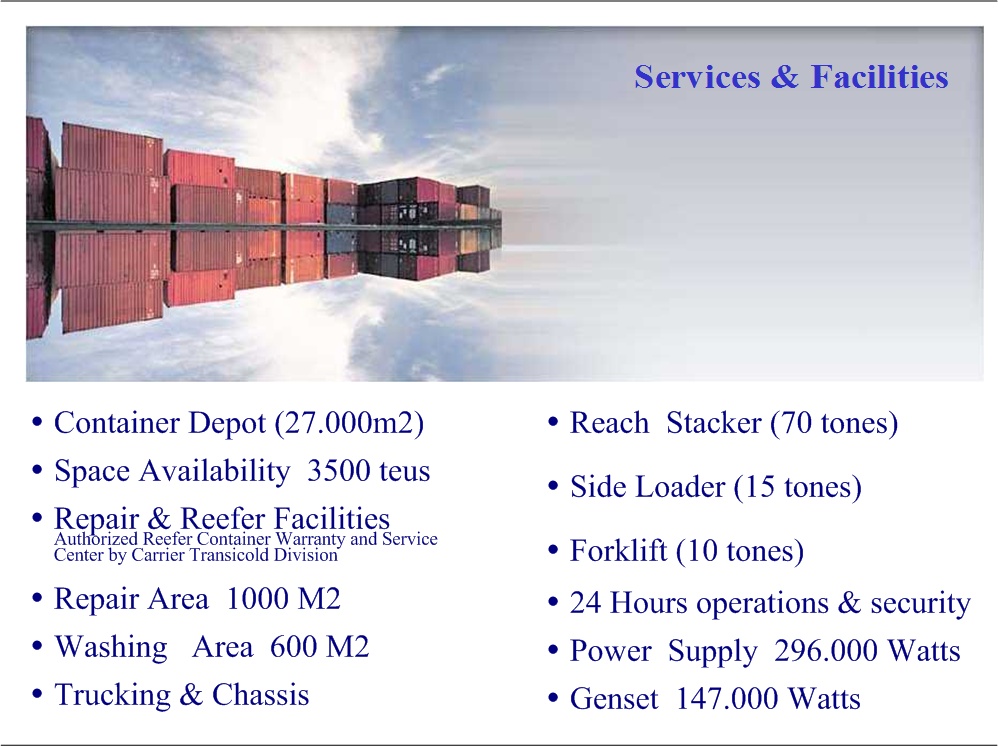 Services & Facilities
• Container Depot (27.000m2)
• Space Availability 3500 teus
• Repair & Reefer Facilities
Authorized Reefer Container Warranty and Service
Center by Carrier Transicold Division
• Repair Area 1000 M2
• Washing Area 600 M2
• Trucking & Chassis
• Reach Stacker (70 tones)
• Side Loader (15 tones)
• Forklift (10 tones)
• 24 Hours operations & security
• Power Supply 296.000 Watts
• Genset 147.000 Watts